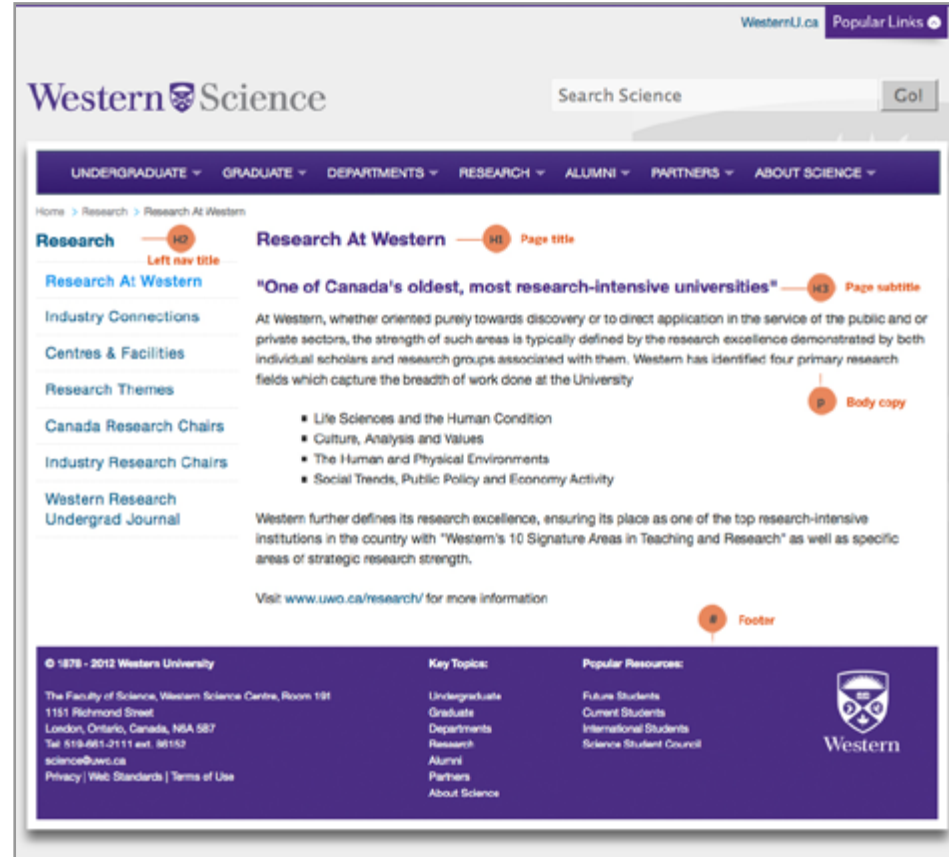 WesternU.ca Popular Links
Western Science
Search Science Go!
UNDERGRADUATE GRADUATE DEPARTMENTS RESEARCH ALUMNI PARTNERS ABOUT SCIENCE
Home > Research > Research At Western
Research H2
Left nav title
Research At Western
Industry Connections
Centres & Facilities
Research Themes
Canada Research Chairs
Industry Research Chairs
Western Research
Undergrad Journal
Research At Western H1 Page title
"One of Canada's oldest, most research-intensive universities" H3 Page subtitle
At Western, whether oriented purely towards discovery or to direct application in the service of the public and or
private sectors, the strength of such areas is typically defined by the research excellence demonstrated by both
individual scholars and research groups associated with them. Western has identified four primary research
fields which capture the breadth of work done at the University
p Body copy
▪ Life Sciences and the Human Condition
▪ Culture, Analysis and Values
▪ The Human and Physical Environments
▪ Social Trends, Public Policy and Economy Activity
Western further defines its research excellence, ensuring its place as one of the top research-intensive
institutions in the country with "Western's 10 Signature Areas in Teaching and Research" as well as specific
areas of strategic research strength.
Visit www.uwo.ca/research/ for more information
# Footer
© 1878 - 2012 Western University
The Faculty of Science, Western Science Centre, Room 191
1151 Richmond Street
London, Ontario, Canada, N6A 5B7
Tel: 519-661-2111 ext. 86152
science@uwo.ca
Privacy | Web Standards | Terms of Use
Key Topics:
Undergraduate
Graduate
Departments
Research
Alumni
Partners
About Science
Popular Resources:
Future Students
Current Students
International Students
Science Student Council
Western